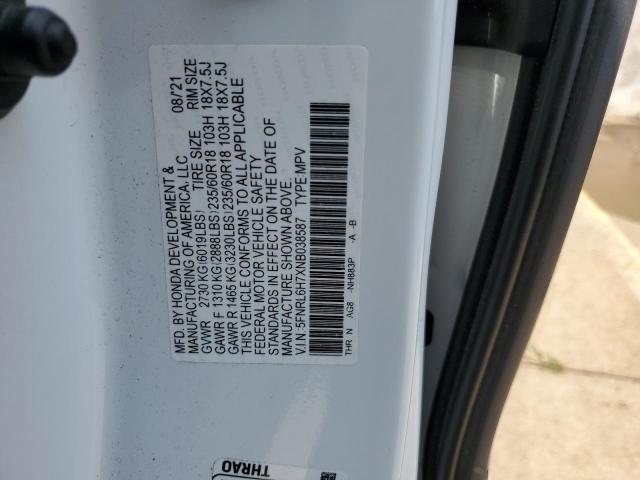 MFD. BY HONDA DEVELOPMENT &
MANUFACTURING OF AMERICA, LLC 08/21
GVWR 2730 KG(6019LBS) TIRE SIZE RIM SIZE
GAWR F 1310 KG(2888LBS)235/60R18 103H 18X7.5J
GAWR R 1465 KG(3230LBS)235/60R18 103H 18X7.5J
THIS VEHICLE CONFORMS TO ALL APPLICABLE
FEDERAL MOTOR VEHICLE SAFETY
STANDARDS IN EFFECT ON THE DATE OF
MANUFACTURE SHOWN ABOVE.
V.I.N: 5FNRL6H7XNB038587 TYPE:MPV
THR N AG8 -NH883P -A -B
THRA0